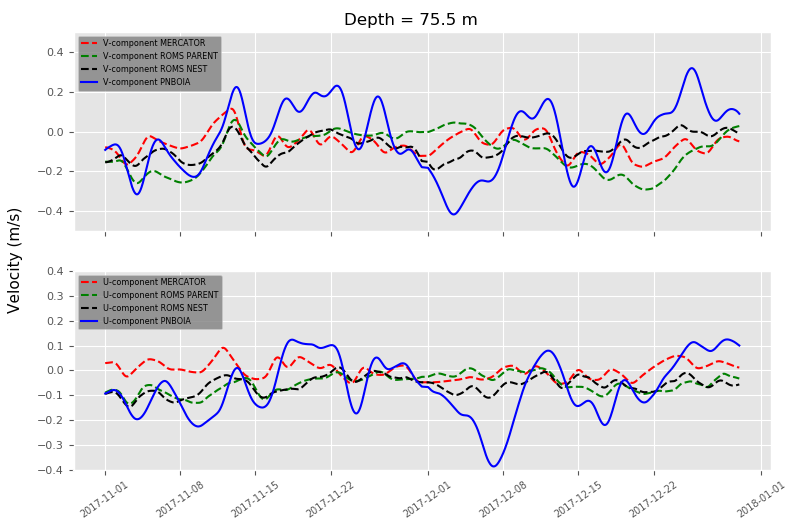 Depth = 75.5 m
V-component MERCATOR
V-component ROMS PARENT
V-component ROMS NEST
V-component PNBOIA
0.4
0.2
0.0
−0.2
−0.4
Velocity (m/s)
U-component MERCATOR
U-component ROMS PARENT
U-component ROMS NEST
U-component PNBOIA
0.4
0.3
0.2
0.1
0.0
−0.1
−0.2
−0.3
−0.4
2017-11-01 2017-11-08 2017-11-15 2017-11-22 2017-12-01 2017-12-08 2017-12-15 2017-12-22 2018-01-01